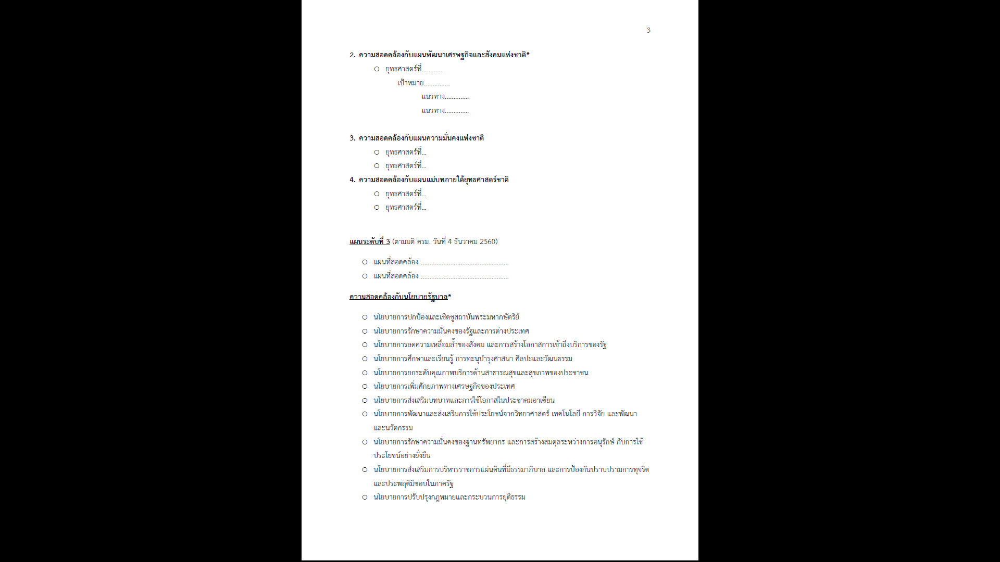 3
2. ความสอดคล้องกับแผนพัฒนาเศรษฐกิจและสังคมแห่งชาติ*
○ ยุทธศาสตร์ที่............
เป้าหมาย...............
แนวทาง..............
แนวทาง..............
3. ความสอดคล้องกับแผนความมั่นคงแห่งชาติ
○ ยุทธศาสตร์ที่...
○ ยุทธศาสตร์ที่...
4. ความสอดคล้องกับแผนแม่บทภายใต้ยุทธศาสตร์ชาติ
○ ยุทธศาสตร์ที่...
○ ยุทธศาสตร์ที่...
แผนระดับที่ 3 (ตามมติ ครม. วันที่ 4 ธันวาคม 2560)
○ แผนที่สอดคล้อง ...................................................
○ แผนที่สอดคล้อง ...................................................
ความสอดคล้องกับนโยบายรัฐบาล*
○ นโยบายการปกป้องและเชิดชูสถาบันพระมหากษัตริย์
○ นโยบายการรักษาความมั่นคงของรัฐและการต่างประเทศ
○ นโยบายการลดความเหลื่อมล้ำของสังคม และการสร้างโอกาสการเข้าถึงบริการของรัฐ
○ นโยบายการศึกษาและเรียนรู้ การทะนุบำรุงศาสนา ศิลปะและวัฒนธรรม
○ นโยบายการยกระดับคุณภาพบริการด้านสาธารณสุขและสุขภาพของประชาชน
○ นโยบายการเพิ่มศักยภาพทางเศรษฐกิจของประเทศ
○ นโยบายการส่งเสริมบทบาทและการใช้โอกาสในประชาคมอาเซียน
○ นโยบายการพัฒนาและส่งเสริมการใช้ประโยชน์จากวิทยาศาสตร์ เทคโนโลยี การวิจัย และพัฒนา
และนวัตกรรม
○ นโยบายการรักษาความมั่นคงของฐานทรัพยากร และการสร้างสมดุลระหว่างการอนุรักษ์ กับการใช้
ประโยชน์อย่างยั่งยืน
○ นโยบายการส่งเสริมการบริหารราชการแผ่นดินที่มีธรรมาภิบาล และการป้องกันปราบปรามการทุจริต
และประพฤติมิชอบในภาครัฐ
○ นโยบายการปรับปรุงกฎหมายและกระบวนการยุติธรรม